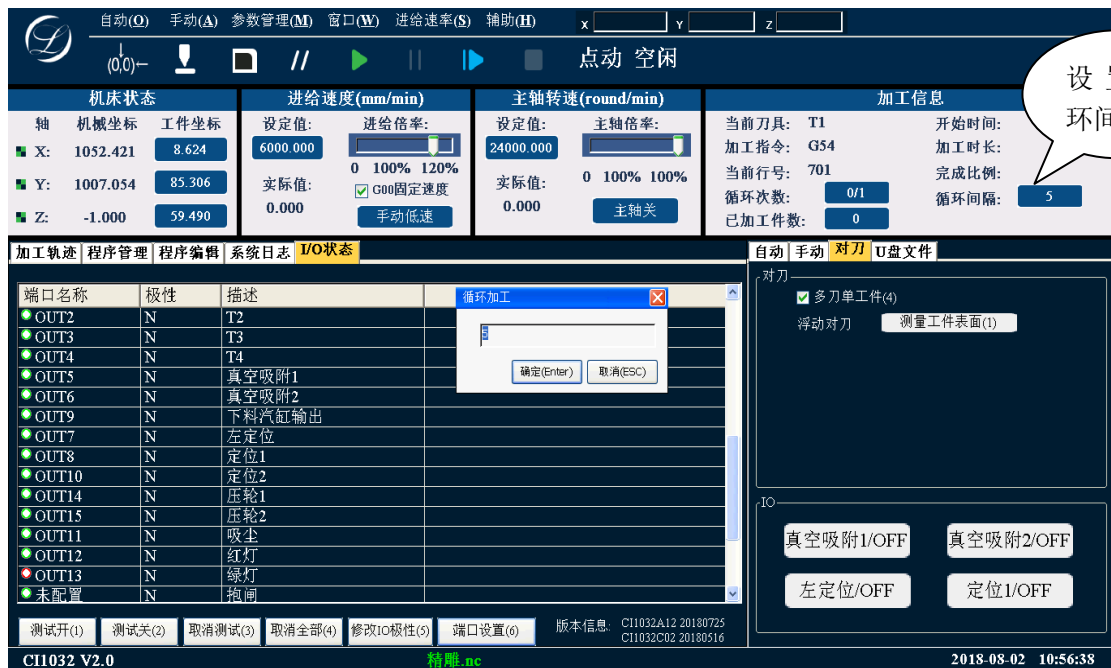 自动(O) 手动(A) 参数管理(M) 窗口(W) 进给速率(S) 辅助(H) X Y Z
(0,0) 点动 空闲
设置
环间
机床状态 进给速度(mm/min) 主轴转速(round/min) 加工信息
轴 机械坐标 工件坐标 设定值: 进给倍率: 设定值: 主轴倍率: 当前刀具: T1 开始时间:
X: 1052.421 8.624 6000.000 24000.000 加工指令: G54 加工时长:
0 100% 120% 0 100% 100% 当前行号: 701 完成比例:
Y: 1007.054 85.306 实际值: G00固定速度 实际值: 循环次数: 0/1 循环间隔: 5
Z: -1.000 59.490 0.000 手动低速 0.000 主轴关 已加工件数: 0
加工轨迹 程序管理 程序编辑 系统日志 I/O状态 自动 手动 对刀 U盘文件
端口名称 极性 描述
OUT2 N T2
OUT3 N T3
OUT4 N T4
OUT5 N 真空吸附1
OUT6 N 真空吸附2
OUT9 N 下料汽缸输出
OUT7 N 左定位
OUT8 N 定位1
OUT10 N 定位2
OUT14 N 压轮1
OUT15 N 压轮2
OUT11 N 吸尘
OUT12 N 红灯
OUT13 N 绿灯
未配置 N 抱闸
循环加工
5
确定(Enter) 取消(ESC)
对刀
多刀单工件(4)
浮动对刀 测量工件表面(1)
IO
真空吸附1/OFF 真空吸附2/OFF
左定位/OFF 定位1/OFF
测试开(1) 测试关(2) 取消测试(3) 取消全部(4) 修改IO极性(5) 端口设置(6) 版本信息: CI1032A12 20180725
CI1032C02 20180516
CI1032 V2.0 精雕.nc 2018-08-02 10:56:38